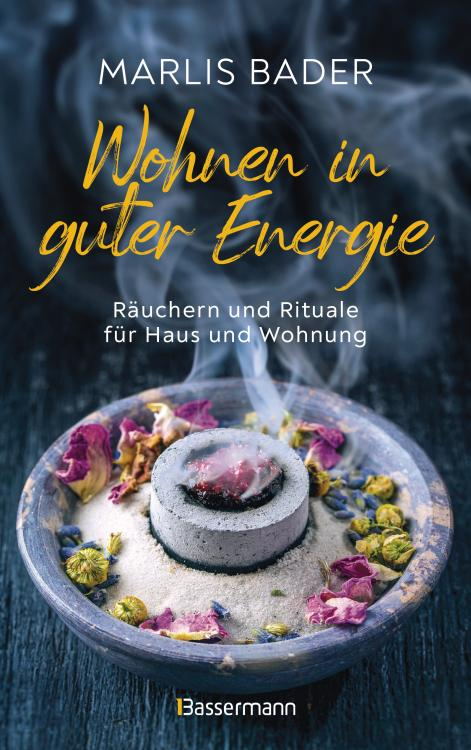 MARLIS BADER
Wohnen in
guter Energie
Räuchern und Rituale
für Haus und Wohnung
Bassermann